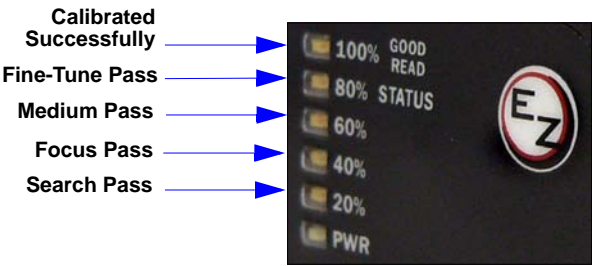 Calibrated
Successfully
Fine-Tune Pass
Medium Pass
Focus Pass
Search Pass
100% GOOD
READ
80% STATUS
60%
40%
20%
PWR
EZ